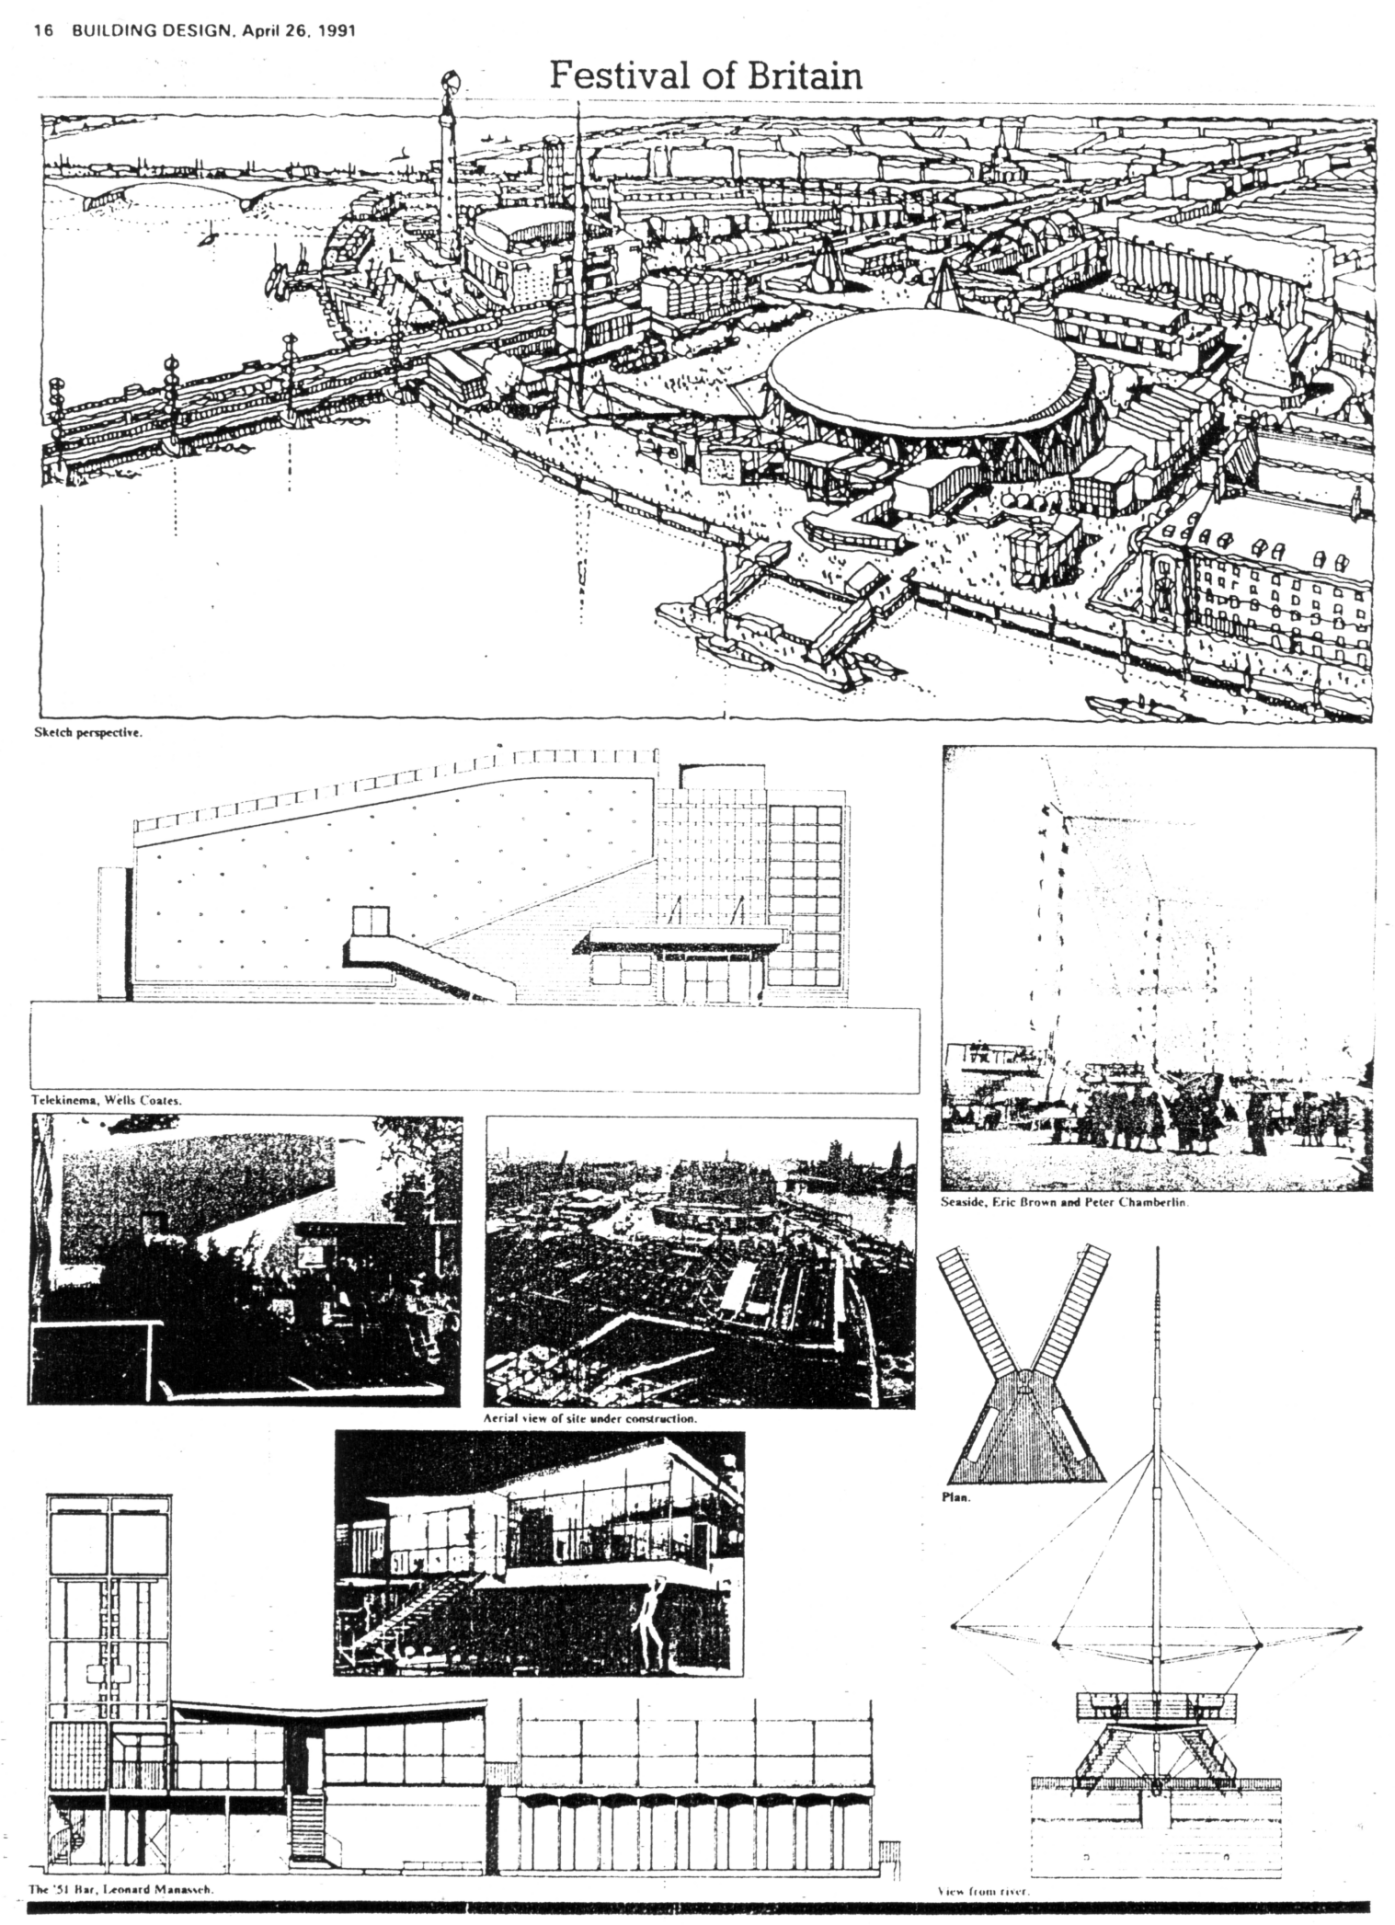 16 BUILDING DESIGN, April 26, 1991
Festival of Britain
Sketch perspective.
Telekinema, Wells Coates.
Seaside, Eric Brown and Peter Chamberlin.
Aerial view of site under construction.
Plan.
The '51 Bar, Leonard Manasseh.
View from river.